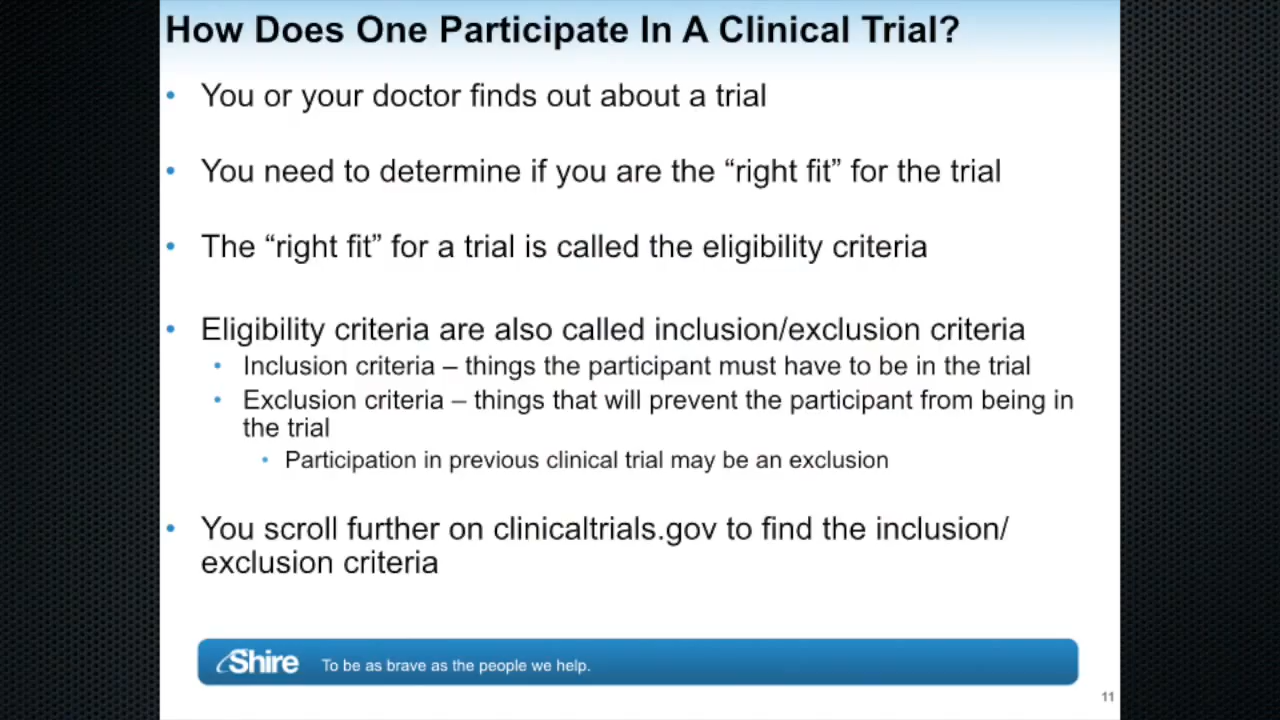 How Does One Participate In A Clinical Trial?
• You or your doctor finds out about a trial
• You need to determine if you are the “right fit” for the trial
• The “right fit” for a trial is called the eligibility criteria
• Eligibility criteria are also called inclusion/exclusion criteria
• Inclusion criteria – things the participant must have to be in the trial
• Exclusion criteria – things that will prevent the participant from being in
the trial
• Participation in previous clinical trial may be an exclusion
• You scroll further on clinicaltrials.gov to find the inclusion/
exclusion criteria
Shire To be as brave as the people we help.
11